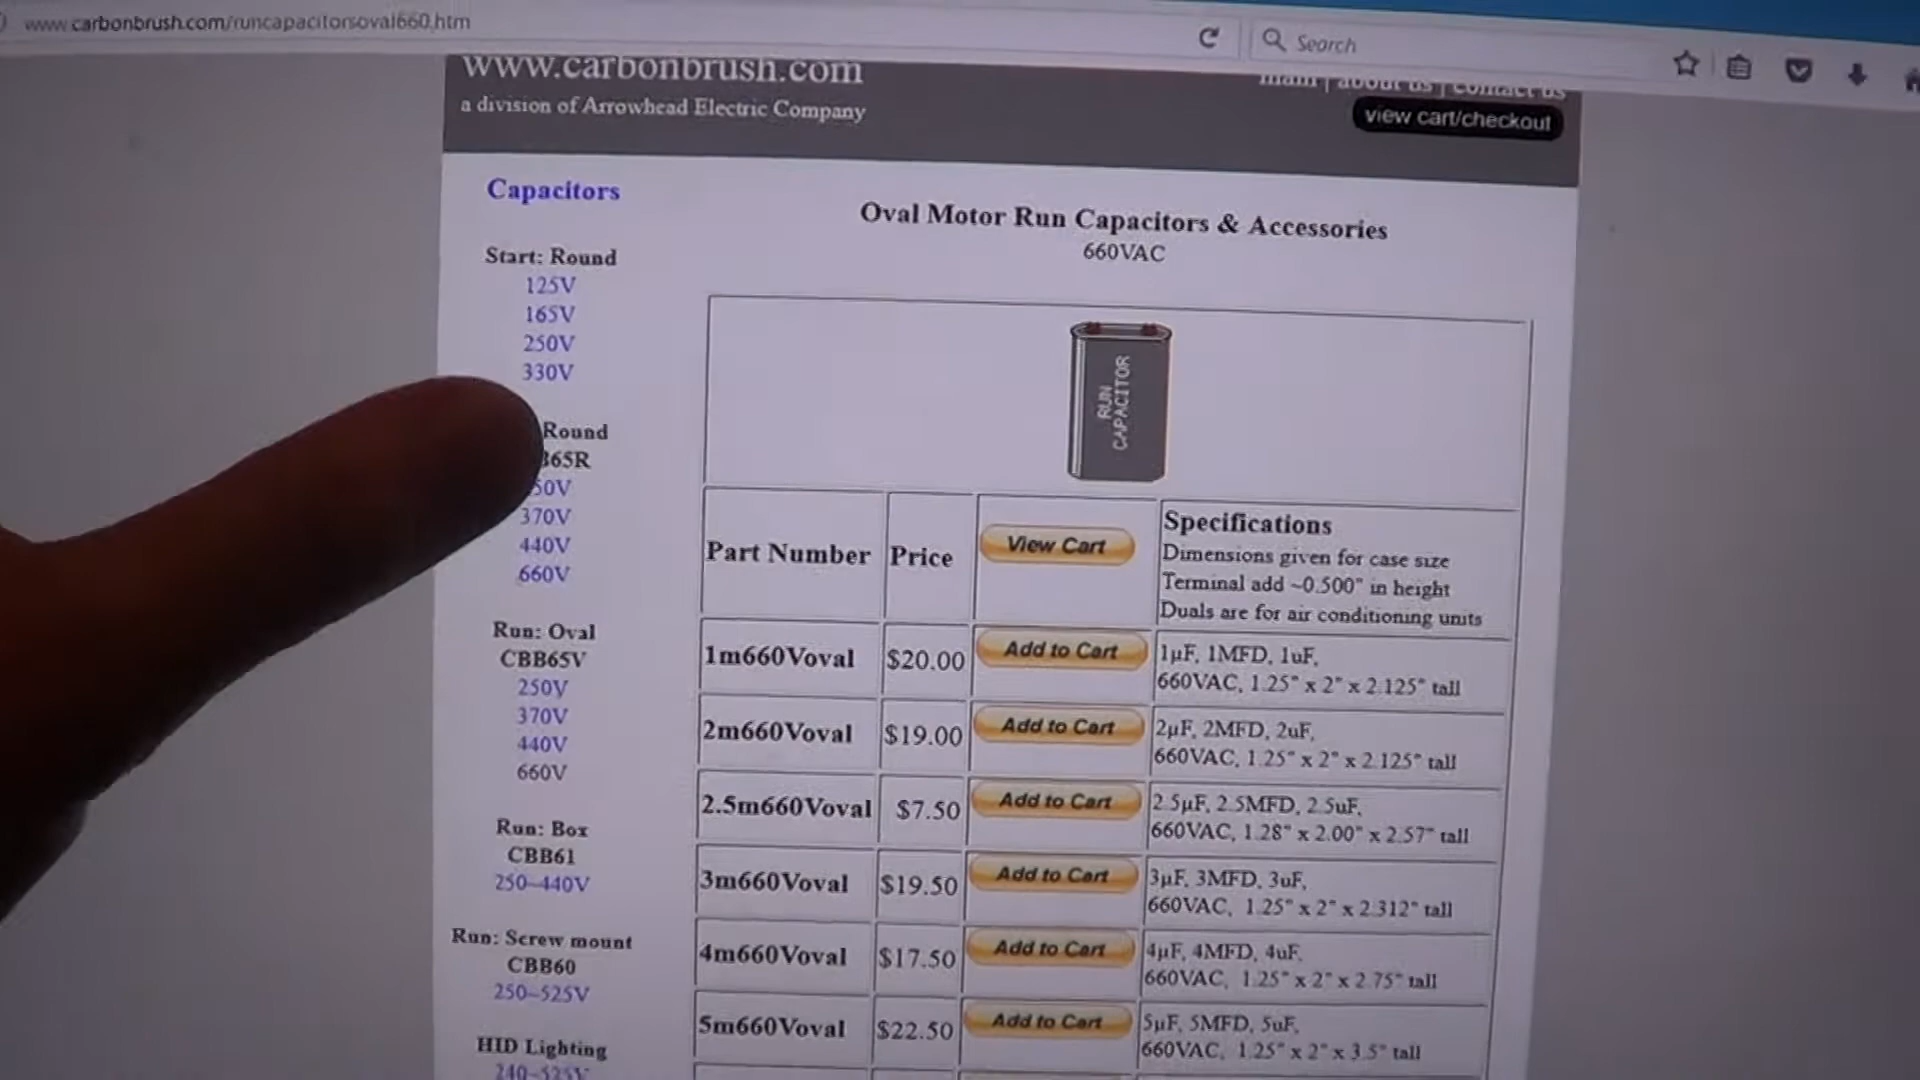 www.carbonbrush.com/runcapacitorsoval660.htm
Search
www.carbonbrush.com
a division of Arrowhead Electric Company
main | about us | contact us
view cart/checkout
Capacitors
Start: Round
125V
165V
250V
330V
Round
65R
50V
370V
440V
660V
Run: Oval
CBB65V
250V
370V
440V
660V
Run: Box
CBB61
250-440V
Run: Screw mount
CBB60
250-525V
HID Lighting
240-525V
Oval Motor Run Capacitors & Accessories
660VAC
RUN
CAPACITOR
Part Number Price View Cart Specifications
Dimensions given for case size
Terminal add ~0.500" in height
Duals are for air conditioning units
1m660Voval $20.00 Add to Cart 1µF, 1MFD, 1uF,
660VAC, 1.25" x 2" x 2.125" tall
2m660Voval $19.00 Add to Cart 2µF, 2MFD, 2uF,
660VAC, 1.25" x 2" x 2.125" tall
2.5m660Voval $7.50 Add to Cart 2.5µF, 2.5MFD, 2.5uF,
660VAC, 1.28" x 2.00" x 2.57" tall
3m660Voval $19.50 Add to Cart 3µF, 3MFD, 3uF,
660VAC, 1.25" x 2" x 2.312" tall
4m660Voval $17.50 Add to Cart 4µF, 4MFD, 4uF,
660VAC, 1.25" x 2" x 2.75" tall
5m660Voval $22.50 Add to Cart 5µF, 5MFD, 5uF,
660VAC, 1.25" x 2" x 3.5" tall